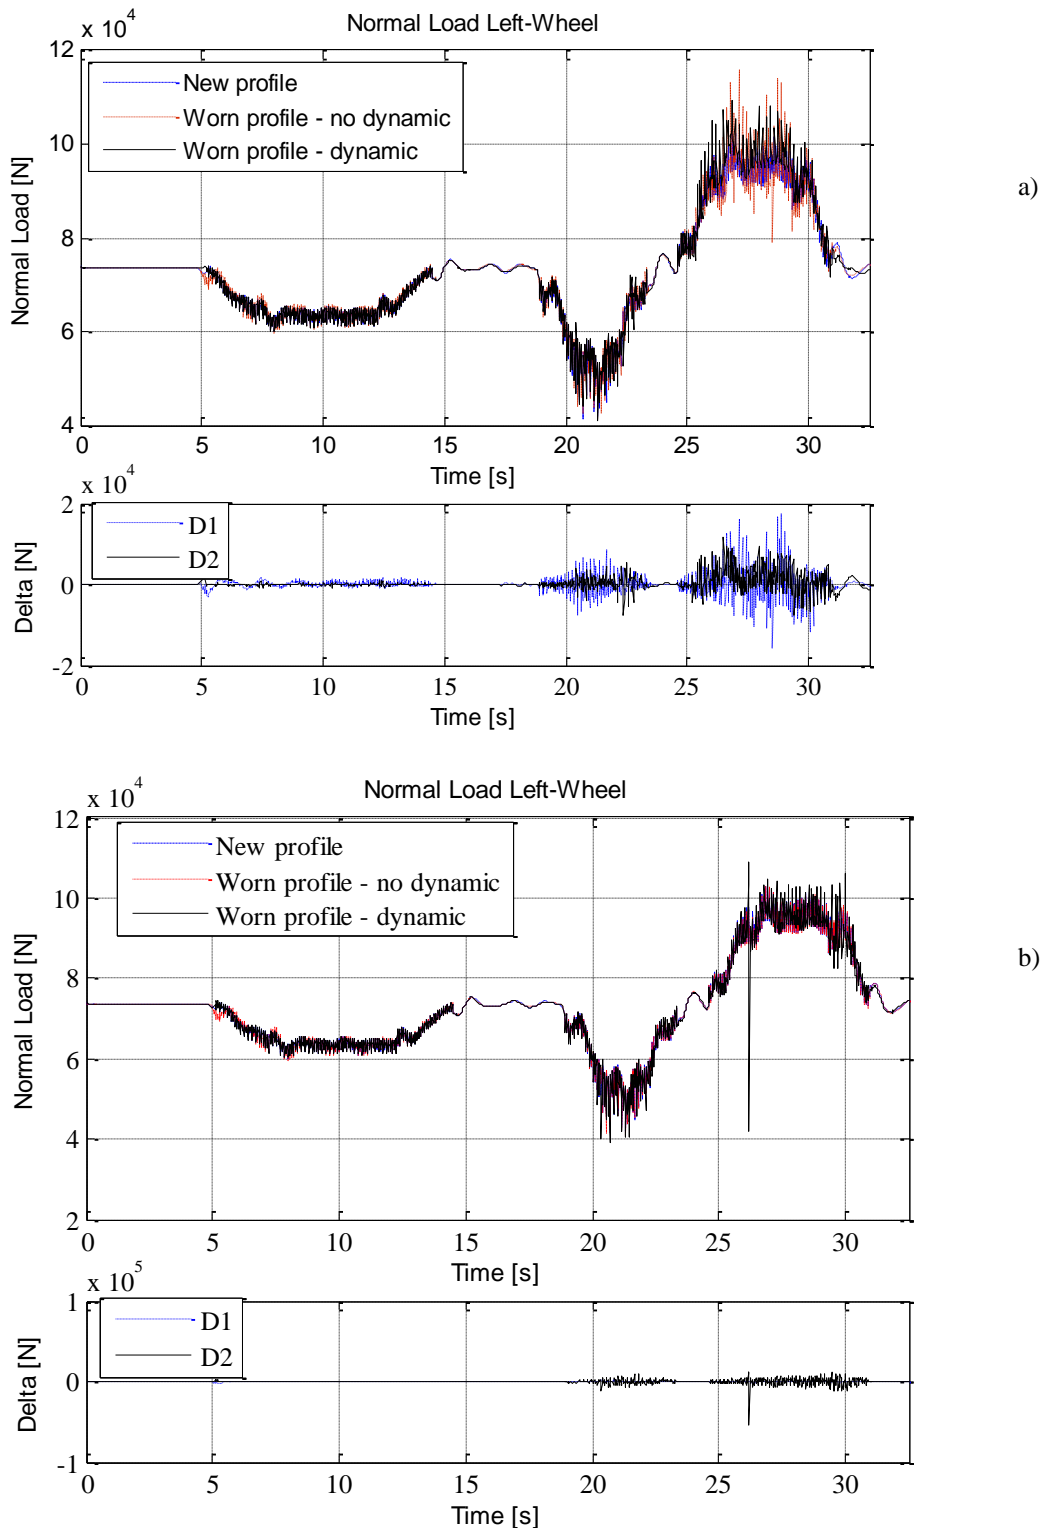 Normal Load Left-Wheel
x 10^4
12
10
8
6
4
Normal Load [N]
New profile
Worn profile - no dynamic
Worn profile - dynamic
a)
0 5 10 15 20 25 30
Time [s]
x 10^4
2
0
-2
Delta [N]
D1
D2
0 5 10 15 20 25 30
Time [s]
Normal Load Left-Wheel
x 10^4
12
10
8
6
4
2
Normal Load [N]
New profile
Worn profile - no dynamic
Worn profile - dynamic
b)
0 5 10 15 20 25 30
Time [s]
x 10^5
1
0
-1
Delta [N]
D1
D2
0 5 10 15 20 25 30
Time [s]